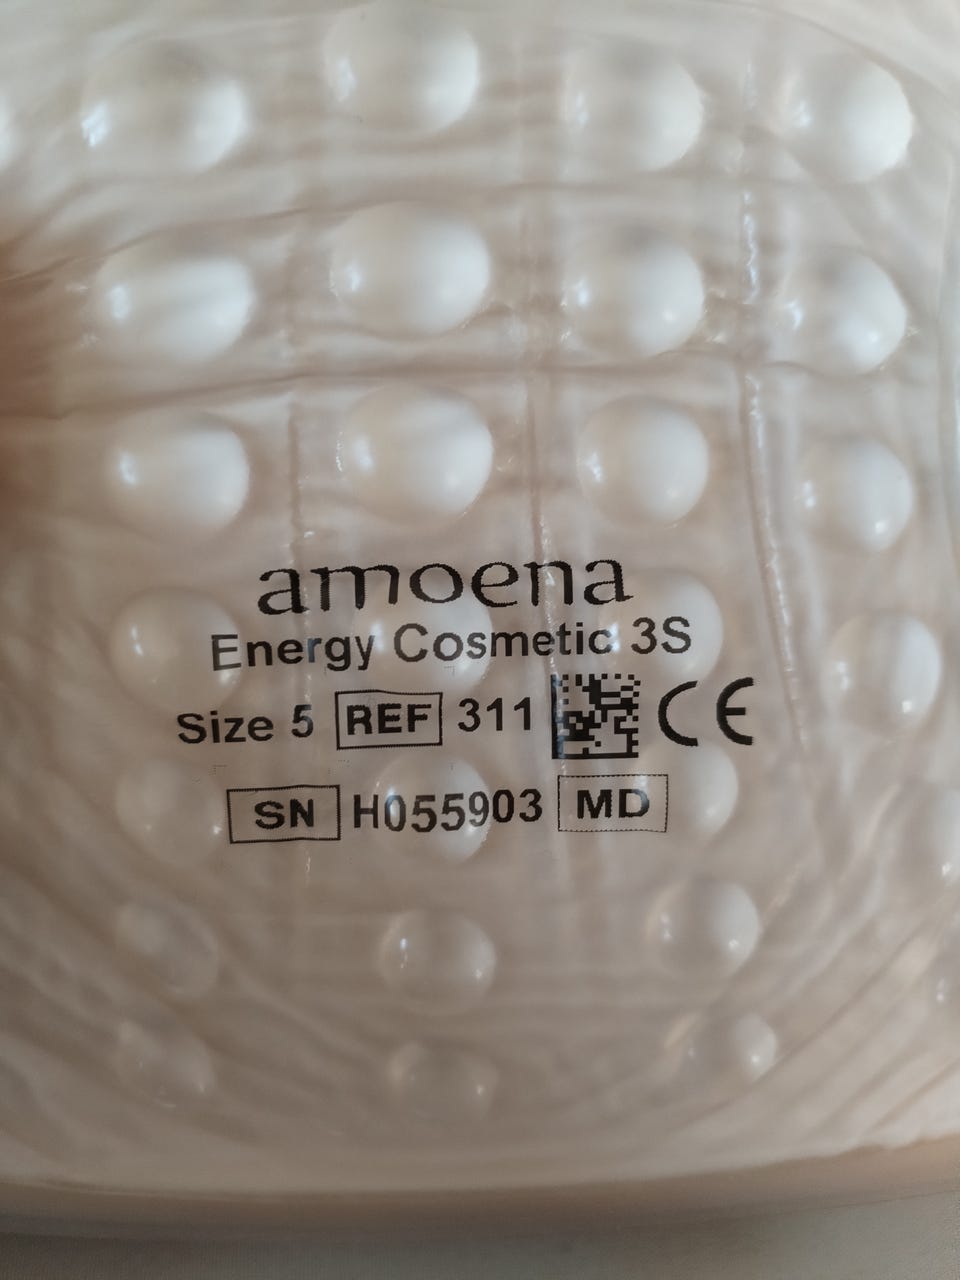 amoena
Energy Cosmetic 3S
Size 5 REF 311 CE
SN H055903 MD